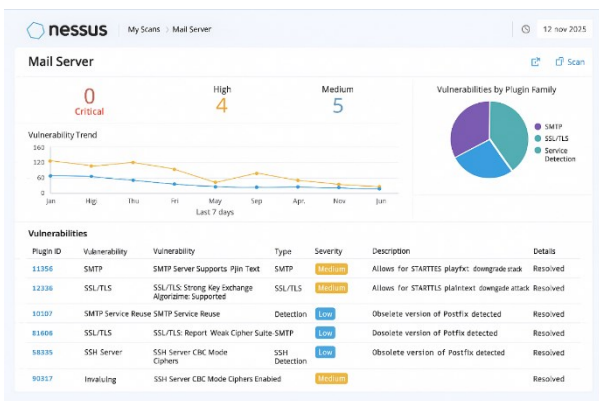 nessus
My Scans > Mail Server
12 nov 2025
Mail Server
Scan
0
Critical
High
4
Medium
5
Vulnerabilities by Plugin Family
SMTP
SSL/TLS
Service
Detection
Vulnerability Trend
160
120
60
0
Jan Higi Thu Fri May Sep Apr. Nov Jun
Last 7 days
Vulnerabilities
Plugin ID Vulenerability Vulnerability Type Severity Description Details
11356 SMTP SMTP Server Supports Pjin Text SMTP Medium Allows for STARTTES playfxt downgrade stack Resolved
12336 SSL/TLS SSL/TLS: Strong Key Exchange SSL/TLS Medium Allows for STARTTLS plaintext downgade attack Resolved
Algorizime: Supported
10107 SMTP Service Reuse SMTP Service Reuse Detection Low Obselete version of Postfix detected Resolved
81606 SSL/TLS SSL/TLS: Report Weak Cipher Suite-SMTP Low Dosolete version of Potflx detected Resolved
58335 SSH Server SSH Server CBC Mode SSH Low Obsolete version of Postfix detected Resolved
Ciphers Detection
90317 Invaluing SSH Server CBC Mode Ciphers Enabled Medium Resolved